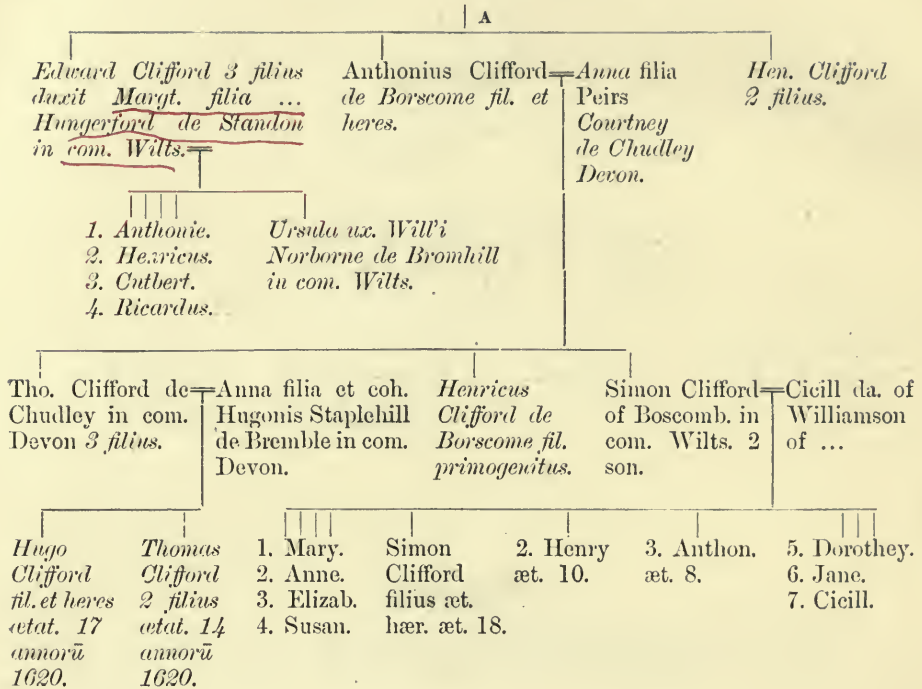 A
Edward Clifford 3 filius
duxit Margt. filia ...
Hungerford de Standon
in com. Wilts.
Anthonius Clifford
de Borscome fil. et
heres.
Anna filia
Peirs
Courtney
de Chudley
Devon.
Hen. Clifford
2 filius.
1. Anthonie.
2. Henricus.
3. Cutbert.
4. Ricardus.
Ursula ux. Will'i
Norborne de Bromhill
in com. Wilts.
Tho. Clifford de
Chudley in com.
Devon 3 filius.
Anna filia et coh.
Hugonis Staplehill
de Bremble in com.
Devon.
Henricus
Clifford de
Borscome fil.
primogenitus.
Simon Clifford
of Boscomb. in
com. Wilts. 2
son.
Cicill da. of
Williamson
of ...
Hugo
Clifford
fil. et heres
ætat. 17
annorū
1620.
Thomas
Clifford
2 filius
ætat. 14
annorū
1620.
1. Mary.
2. Anne.
3. Elizab.
4. Susan.
Simon
Clifford
filius æt.
hær. æt. 18.
2. Henry
æt. 10.
3. Anthon.
æt. 8.
5. Dorothey.
6. Jane.
7. Cicill.